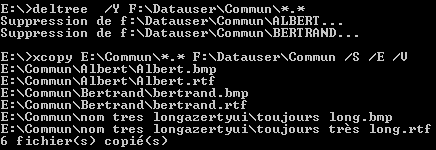 E:\>deltree  /Y F:\Datauser\Commun\*.*
Suppression de f:\Datauser\Commun\ALBERT...
Suppression de f:\Datauser\Commun\BERTRAND...
E:\>xcopy E:\Commun\*.* F:\Datauser\Commun /S /E /V
E:\Commun\Albert\Albert.bmp
E:\Commun\Albert\Albert.rtf
E:\Commun\Bertrand\bertrand.bmp
E:\Commun\Bertrand\bertrand.rtf
E:\Commun\nom tres longazertyui\toujours long.bmp
E:\Commun\nom tres longazertyui\toujours très long.rtf
6 fichier(s) copié(s)